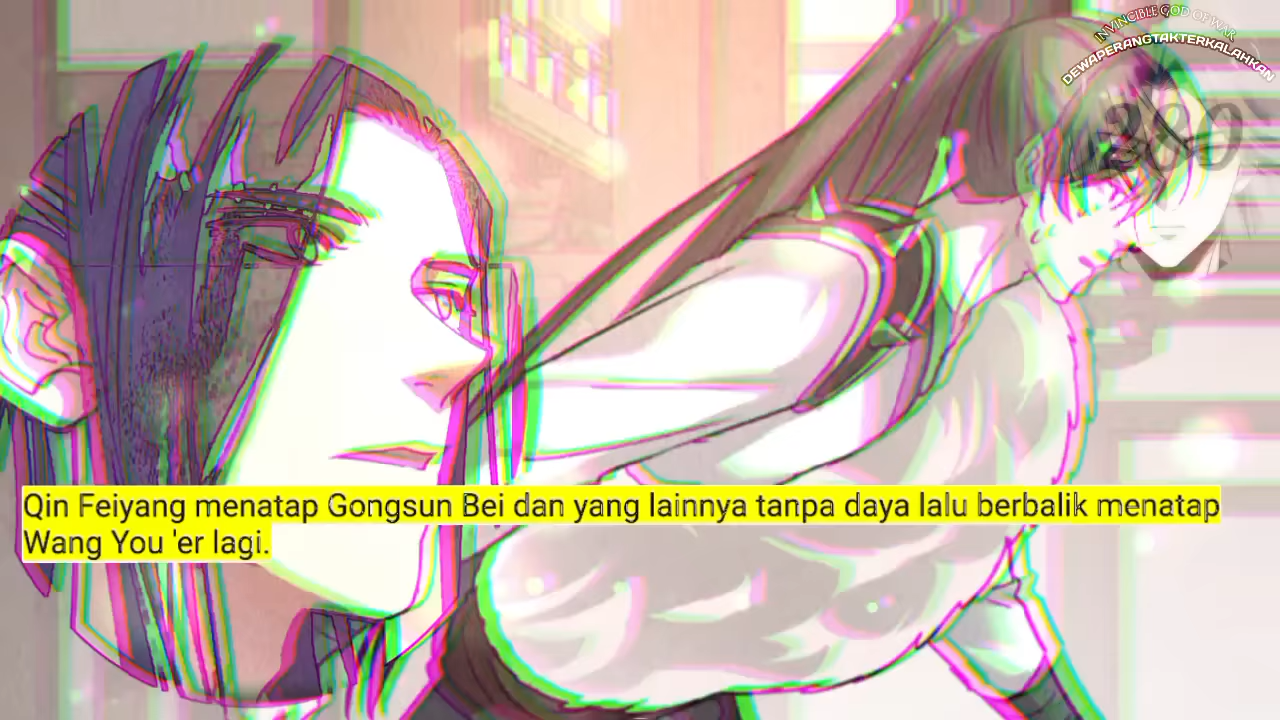 INVINCIBLE GOD OF WAR
DEWAPERANGTAKTERKALAHKAN
Qin Feiyang menatap Gongsun Bei dan yang lainnya tanpa daya lalu berbalik menatap
Wang You 'er lagi.